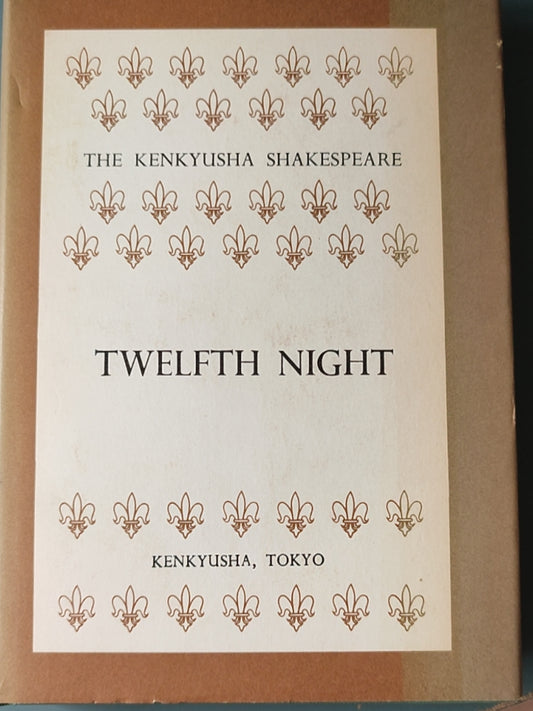 THE KENKYUSHA SHAKESPEARE
TWELFTH NIGHT
KENKYUSHA, TOKYO